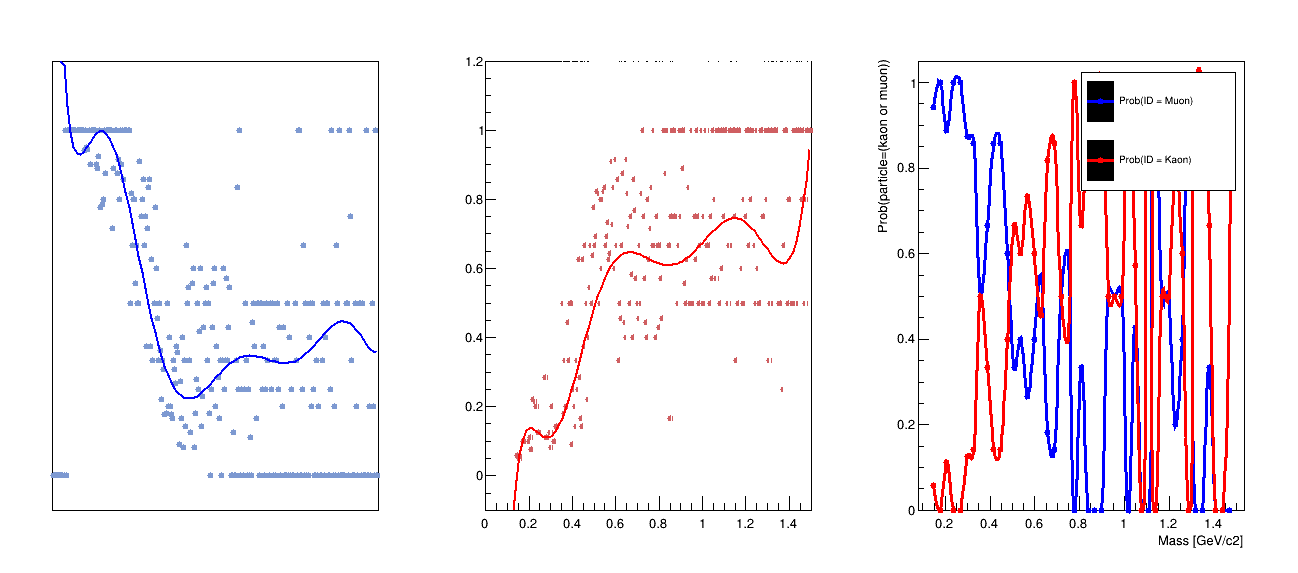 1.2
1
0.8
0.6
0.4
0.2
0
0 0.2 0.4 0.6 0.8 1 1.2 1.4
Prob(particle=(kaon or muon))
1
0.8
0.6
0.4
0.2
0
0.2 0.4 0.6 0.8 1 1.2 1.4
Mass [GeV/c2]
Prob(ID = Muon)
Prob(ID = Kaon)